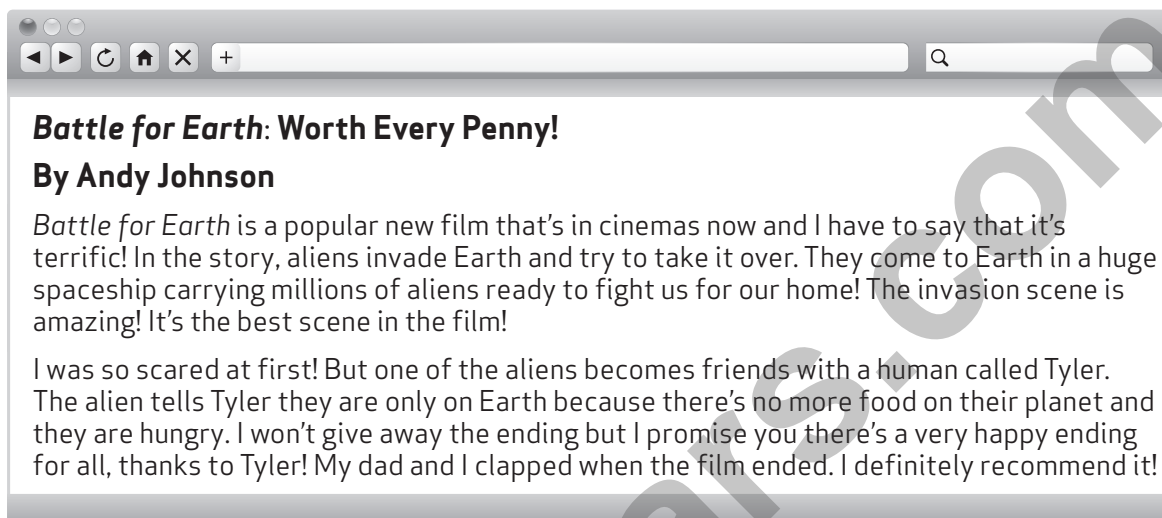 Battle for Earth: Worth Every Penny!
By Andy Johnson
Battle for Earth is a popular new film that's in cinemas now and I have to say that it's
terrific! In the story, aliens invade Earth and try to take it over. They come to Earth in a huge
spaceship carrying millions of aliens ready to fight us for our home! The invasion scene is
amazing! It's the best scene in the film!
I was so scared at first! But one of the aliens becomes friends with a human called Tyler.
The alien tells Tyler they are only on Earth because there's no more food on their planet and
they are hungry. I won't give away the ending but I promise you there's a very happy ending
for all, thanks to Tyler! My dad and I clapped when the film ended. I definitely recommend it!
ars.com